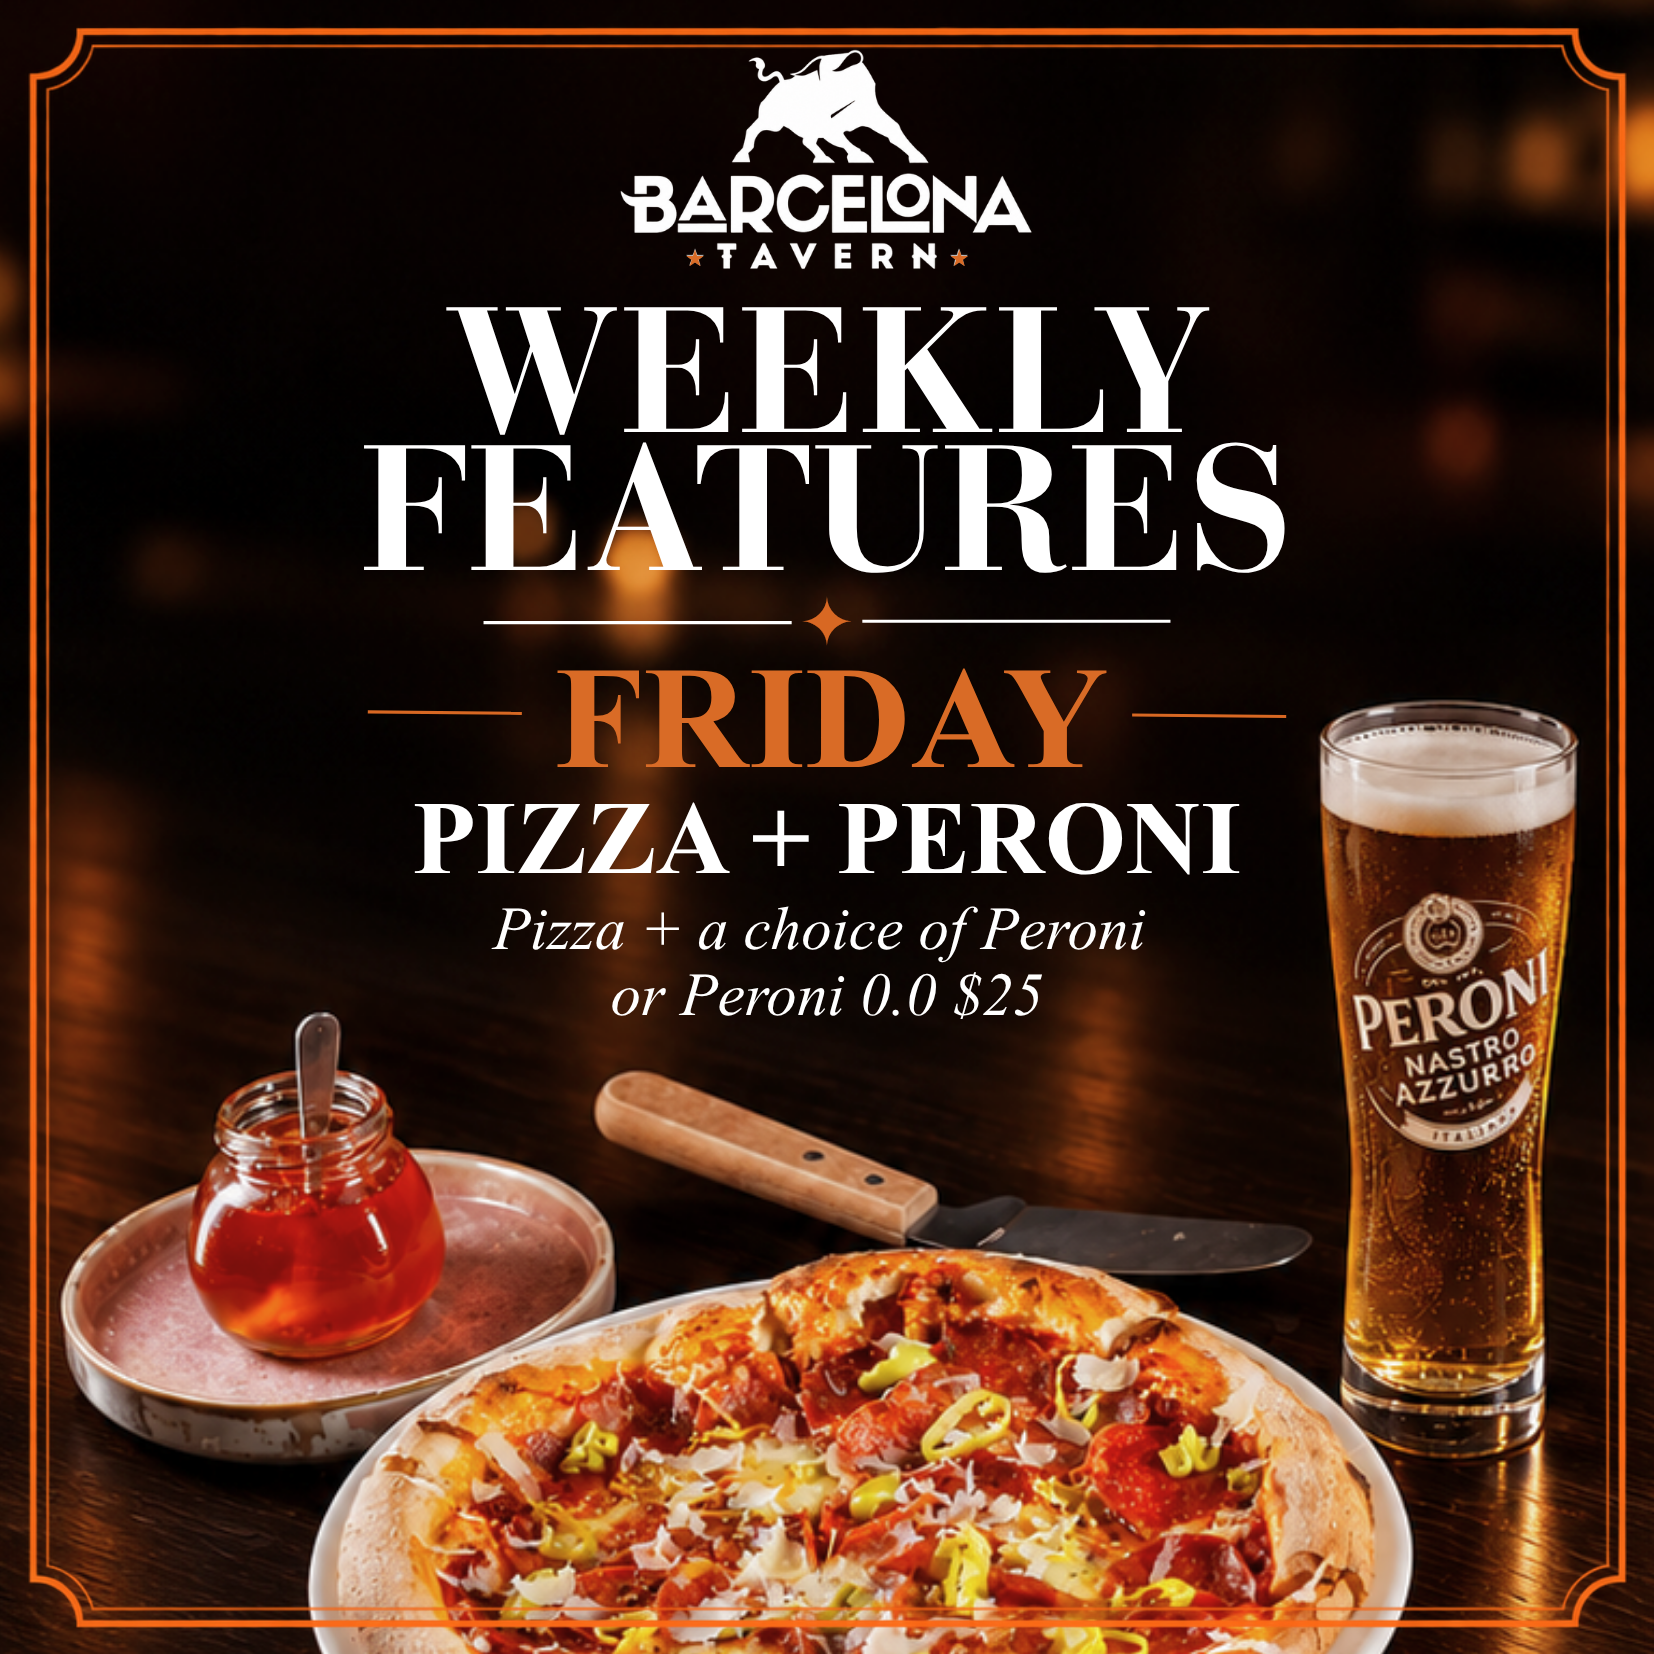 BARCELONA
TAVERN
WEEKLY
FEATURES
FRIDAY
PIZZA + PERONI
Pizza + a choice of Peroni
or Peroni 0.0 $25
PERONI
NASTRO
AZZURRO